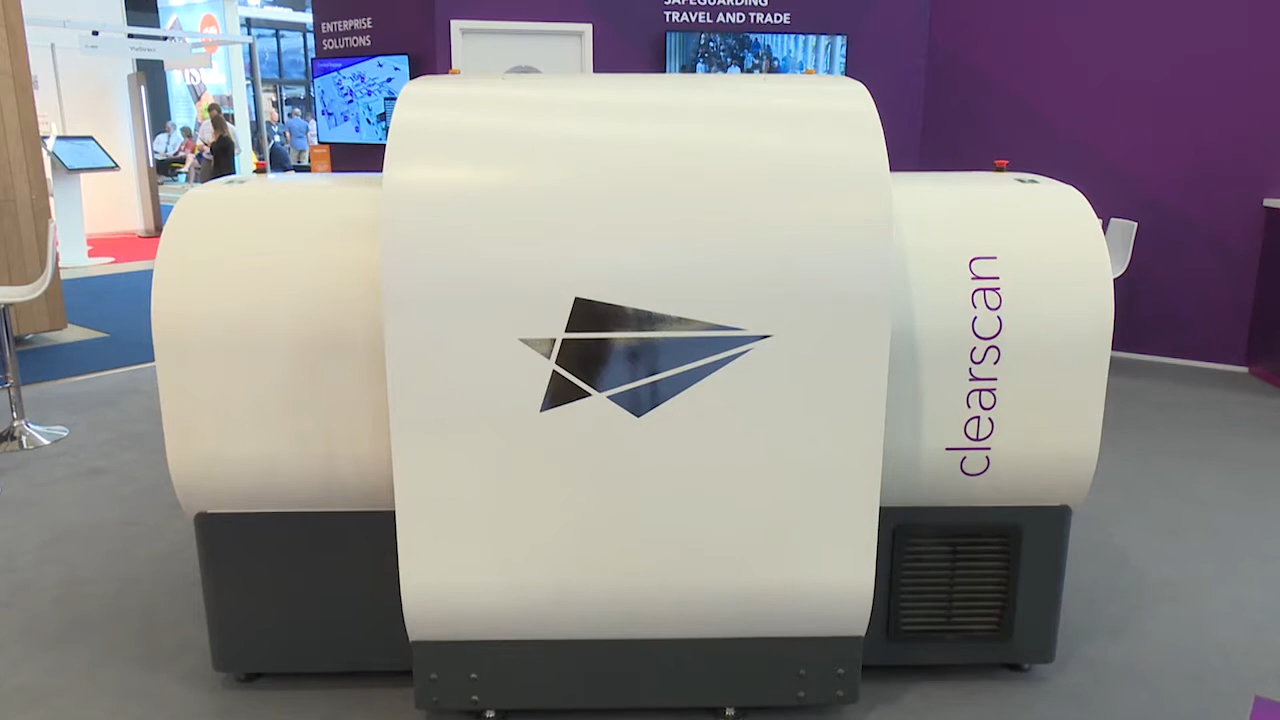 ENTERPRISE
SOLUTIONS
SAFEGUARDING
TRAVEL AND TRADE
clearscan